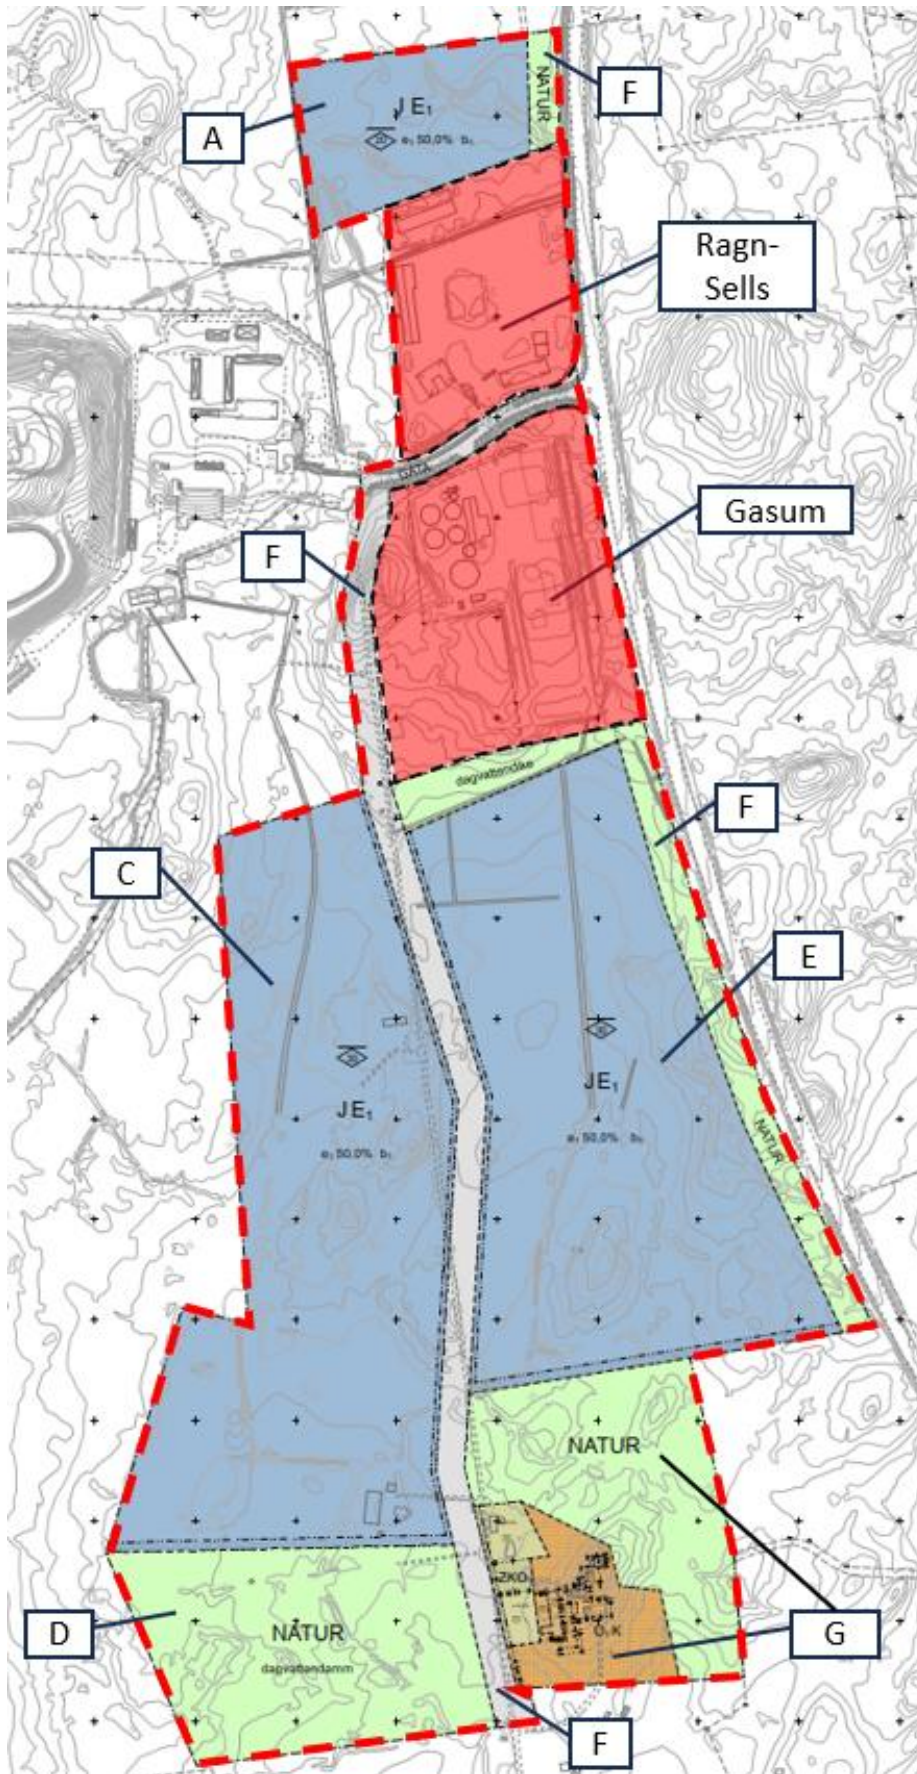 NATUR
F
JE₁
A
e₁ 50,0% b₁
Ragn-
Sells
GATA
Gasum
F
dagvattendike
F
C
E
JE₁
JE₁
e₁ 50,0% b₁
e₁ 50,0% b₁
NATUR
NATUR
ZKO
D
NATUR
G
dagvattendamm
F